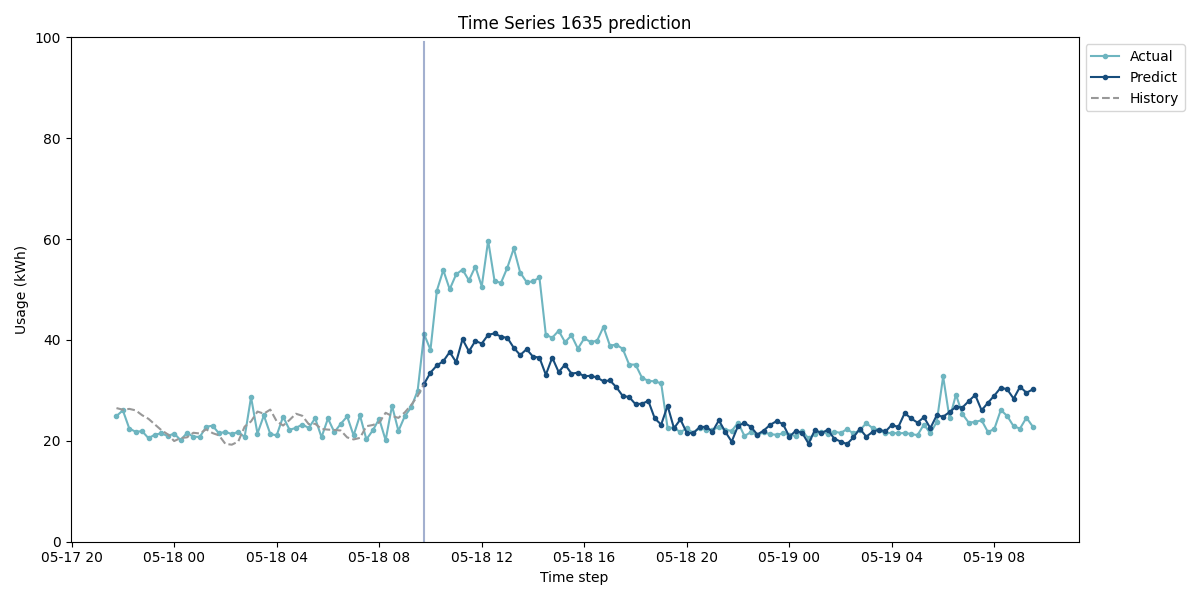 Time Series 1635 prediction
100
80
60
40
20
0
Usage (kWh)
05-17 20
05-18 00
05-18 04
05-18 08
05-18 12
05-18 16
05-18 20
05-19 00
05-19 04
05-19 08
Time step
Actual
Predict
History